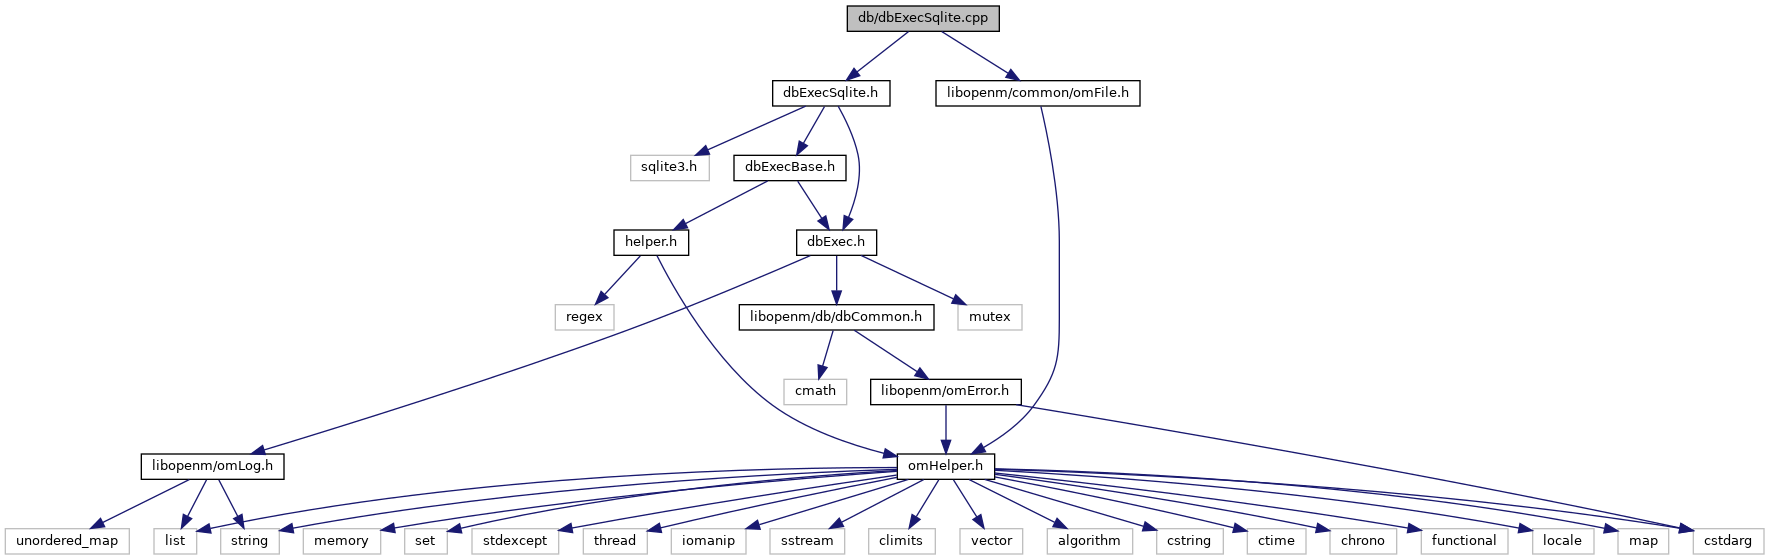 db/dbExecSqlite.cpp
dbExecSqlite.h
libopenm/common/omFile.h
sqlite3.h
dbExecBase.h
helper.h
dbExec.h
regex
libopenm/db/dbCommon.h
mutex
cmath
libopenm/omError.h
libopenm/omLog.h
omHelper.h
unordered_map
list
string
memory
set
stdexcept
thread
iomanip
sstream
climits
vector
algorithm
cstring
ctime
chrono
functional
locale
map
cstdarg